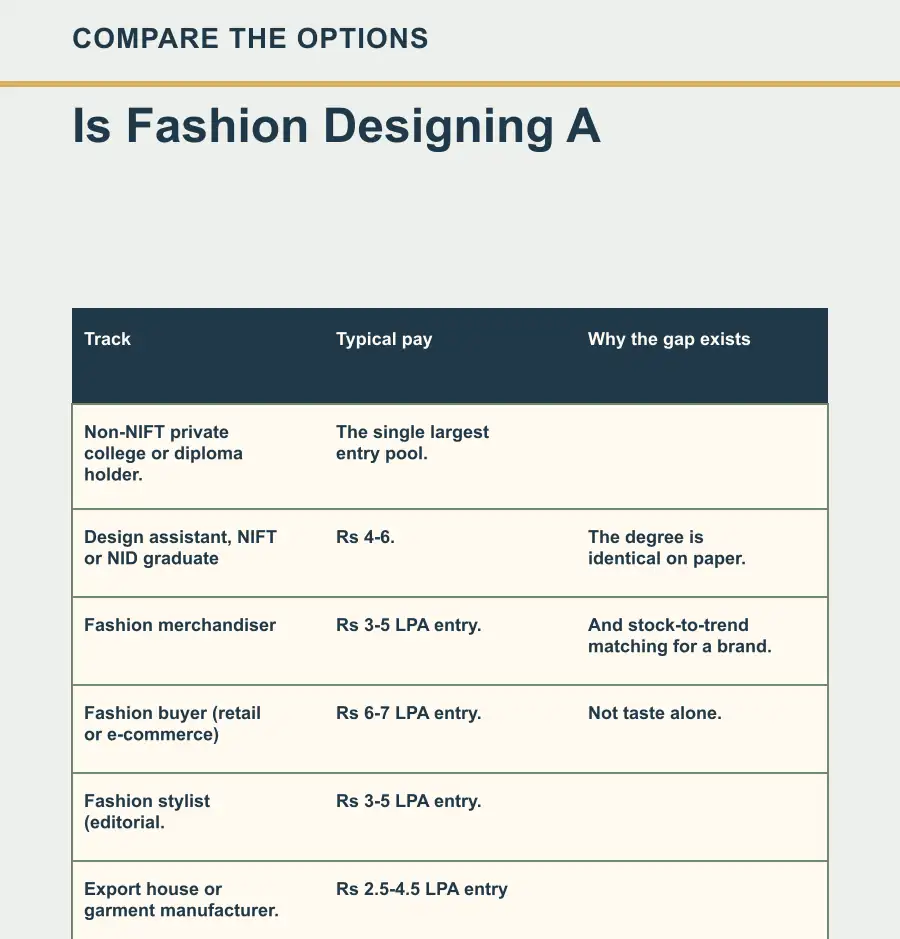 COMPARE THE OPTIONS
Is Fashion Designing A
Track
Typical pay
Why the gap exists
Non-NIFT private
college or diploma
holder.
The single largest
entry pool.
Design assistant, NIFT
or NID graduate
Rs 4-6.
The degree is
identical on paper.
Fashion merchandiser
Rs 3-5 LPA entry.
And stock-to-trend
matching for a brand.
Fashion buyer (retail
or e-commerce)
Rs 6-7 LPA entry.
Not taste alone.
Fashion stylist
(editorial.
Rs 3-5 LPA entry.
Export house or
garment manufacturer.
Rs 2.5-4.5 LPA entry